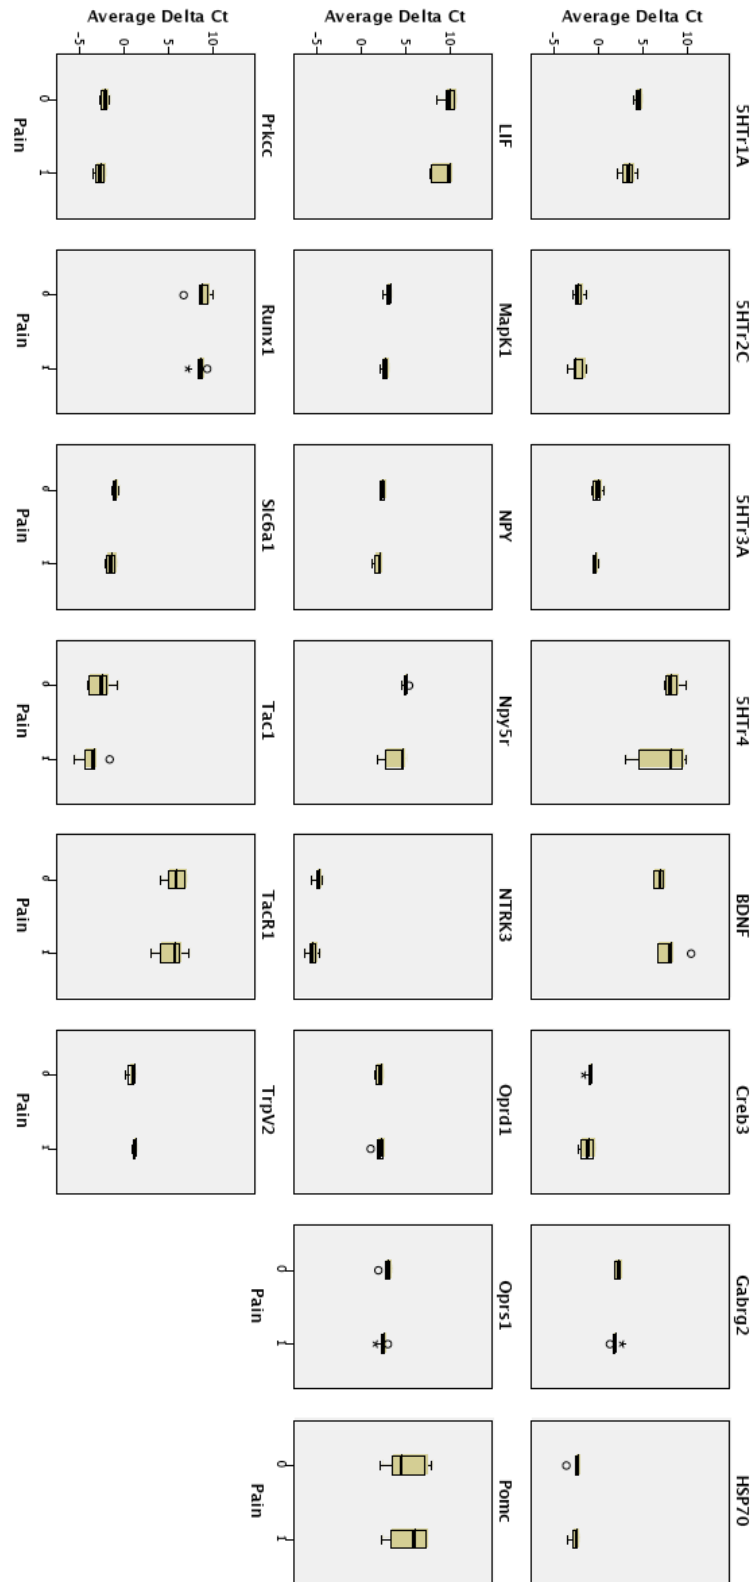 5HTr1A 5HTr2C 5HTr3A 5HTr4 BDNF Creb3 Gabrg2 HSP70
Average Delta Ct
10
5
0
-5
LIF MapK1 NPY Npy5r NTRK3 Oprd1 Oprs1 Pomc
Average Delta Ct
10
5
0
-5
0 1 0 1
Pain Pain
Prkcc Runx1 Slc6a1 Tac1 TacR1 TrpV2
Average Delta Ct
10
5
0
-5
0 1 0 1 0 1 0 1 0 1 0 1
Pain Pain Pain Pain Pain Pain